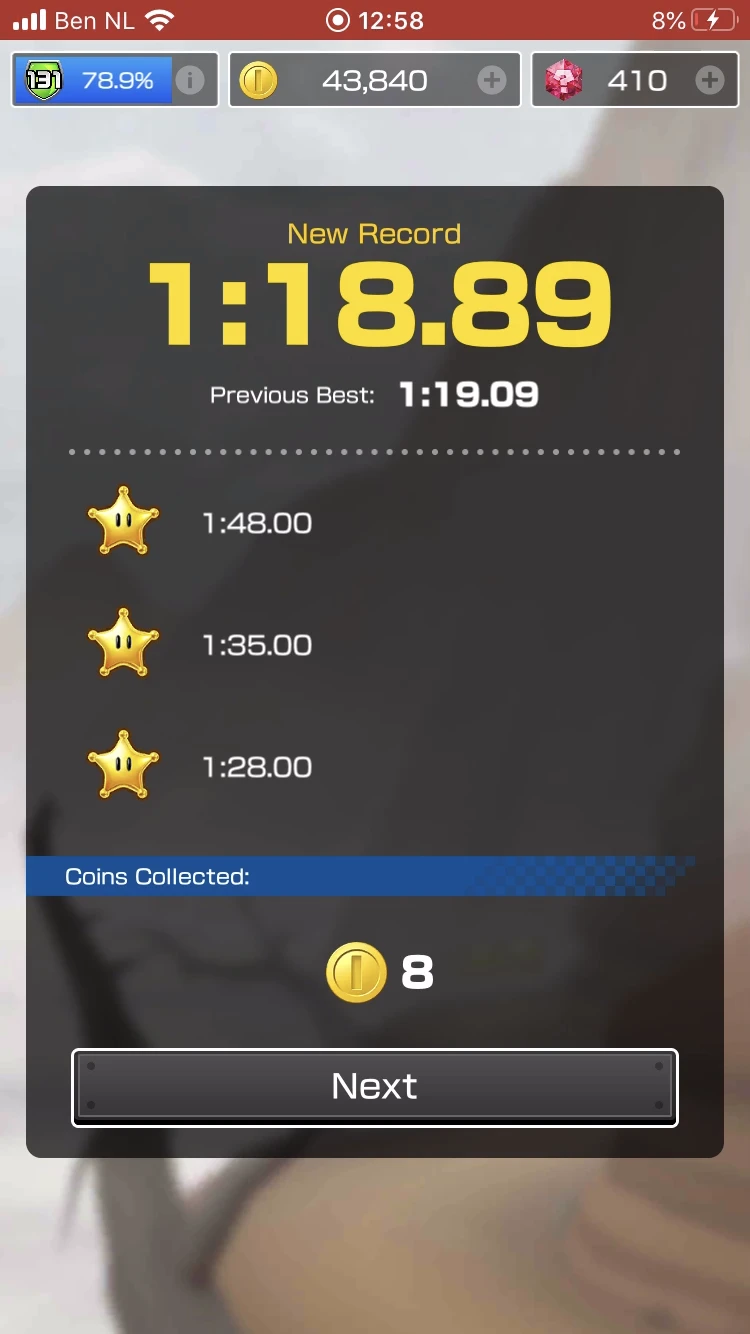 Ben NL 12:58 8%
131 78.9% i 43,840 + 410 +
New Record
1:18.89
Previous Best: 1:19.09
1:48.00
1:35.00
1:28.00
Coins Collected:
8
Next